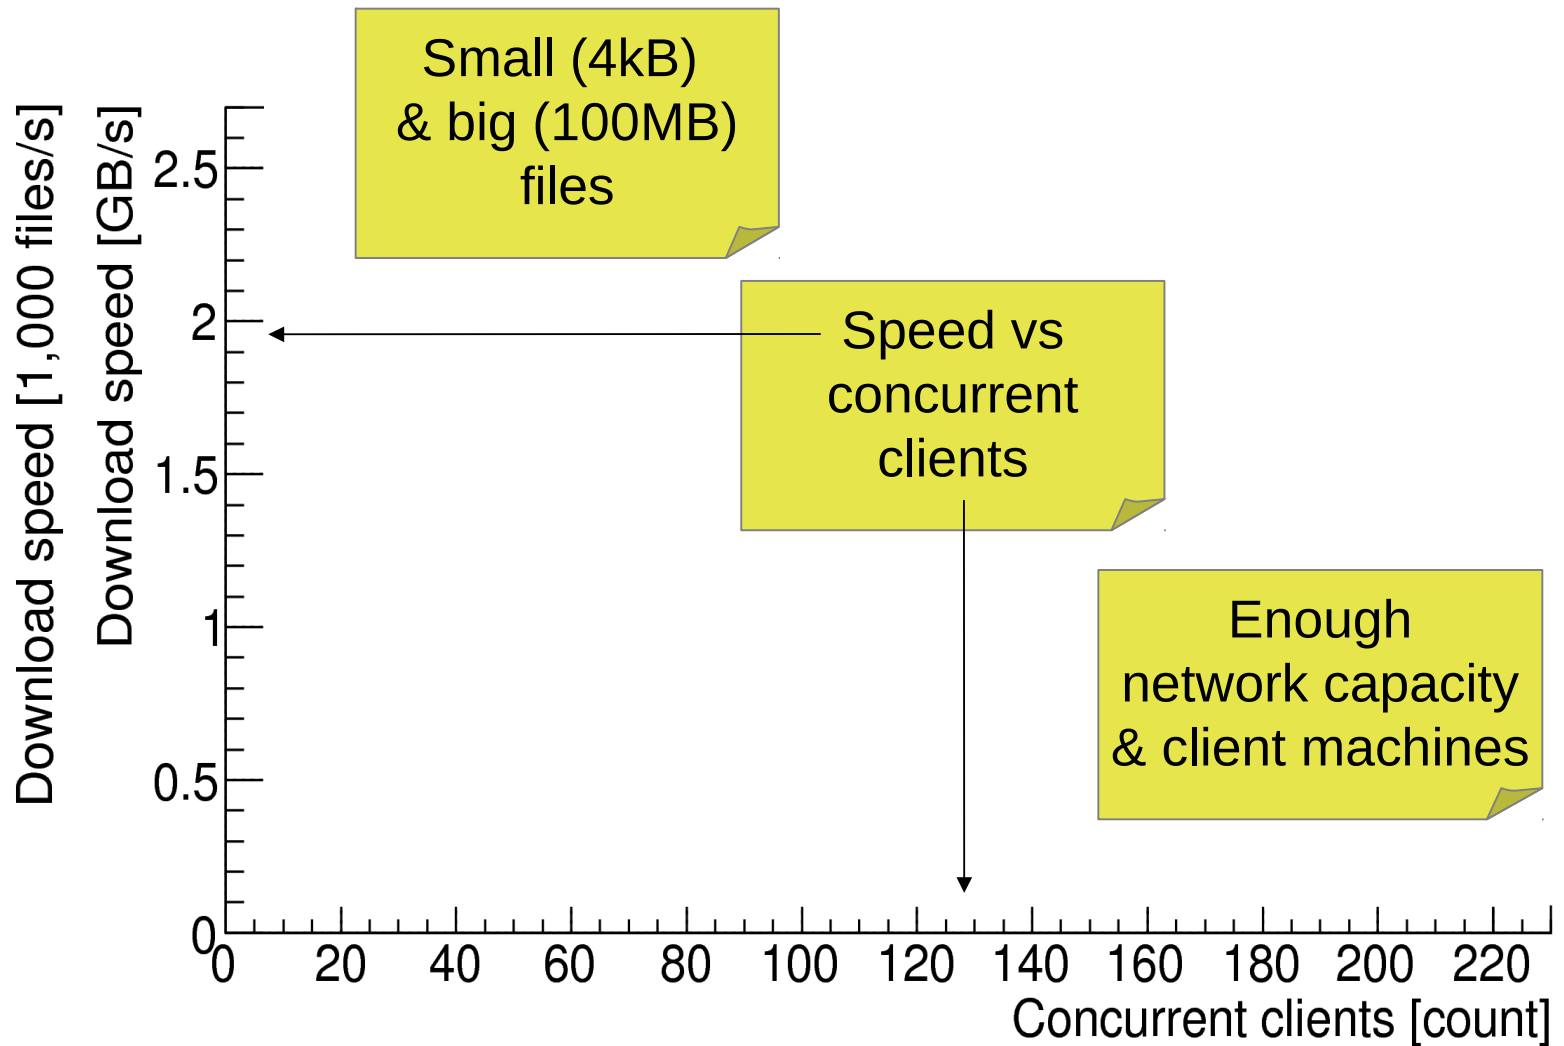 Small (4kB)
& big (100MB)
files
Speed vs
concurrent
clients
Enough
network capacity
& client machines
Download speed [1,000 files/s]
Download speed [GB/s]
2.5
2
1.5
1
0.5
0
0 20 40 60 80 100 120 140 160 180 200 220
Concurrent clients [count]